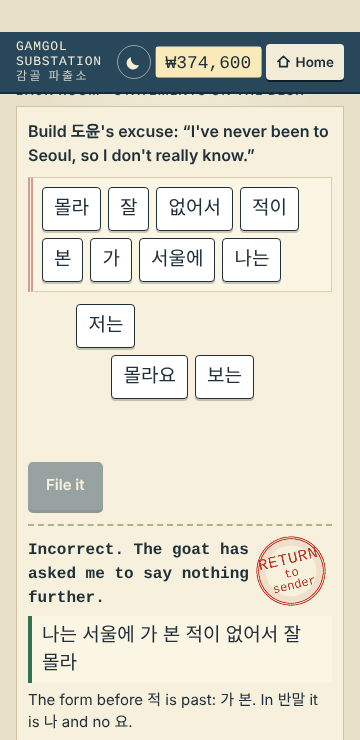 GAMGOL
SUBSTATION
감골 파출소
₩374,600
Home
Build 도윤's excuse: “I've never been to
Seoul, so I don't really know.”
몰라 잘 없어서 적이
본 가 서울에 나는
저는
몰라요 보는
File it
Incorrect. The goat has
asked me to say nothing
further.
RETURN
to
sender
나는 서울에 가 본 적이 없어서 잘
몰라
The form before 적 is past: 가 본. In 반말 it
is 나 and no 요.